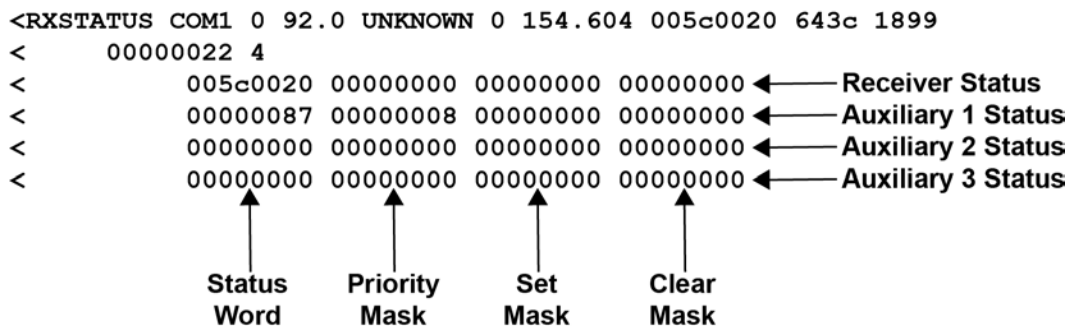 <RXSTATUS COM1 0 92.0 UNKNOWN 0 154.604 005c0020 643c 1899
< 00000022 4
< 005c0020 00000000 00000000 00000000 Receiver Status
< 00000087 00000008 00000000 00000000 Auxiliary 1 Status
< 00000000 00000000 00000000 00000000 Auxiliary 2 Status
< 00000000 00000000 00000000 00000000 Auxiliary 3 Status
Status Priority Set Clear
Word Mask Mask Mask